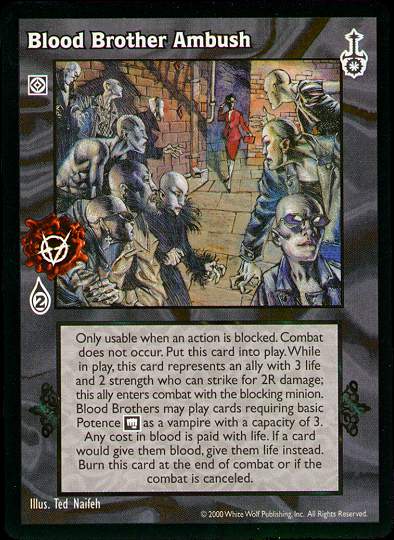 Blood Brother Ambush
2
Only usable when an action is blocked. Combat
does not occur. Put this card into play. While
in play, this card represents an ally with 3 life
and 2 strength who can strike for 2R damage;
this ally enters combat with the blocking minion.
Blood Brothers may play cards requiring basic
Potence as a vampire with a capacity of 3.
Any cost in blood is paid with life. If a card
would give them blood, give them life instead.
Burn this card at the end of combat or if the
combat is canceled.
Illus. Ted Naifeh
© 2000 White Wolf Publishing, Inc. All Rights Reserved.